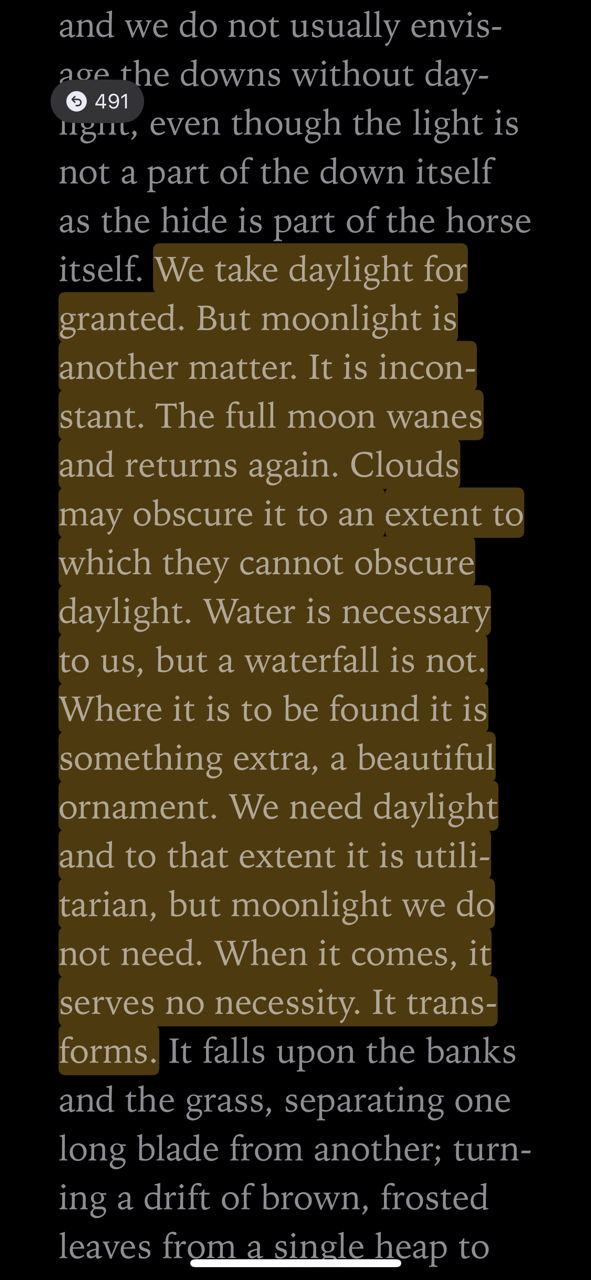 and we do not usually envis-
age the downs without day-
491
light, even though the light is
not a part of the down itself
as the hide is part of the horse
itself. We take daylight for
granted. But moonlight is
another matter. It is incon-
stant. The full moon wanes
and returns again. Clouds
may obscure it to an extent to
which they cannot obscure
daylight. Water is necessary
to us, but a waterfall is not.
Where it is to be found it is
something extra, a beautiful
ornament. We need daylight
and to that extent it is utili-
tarian, but moonlight we do
not need. When it comes, it
serves no necessity. It trans-
forms. It falls upon the banks
and the grass, separating one
long blade from another; turn-
ing a drift of brown, frosted
leaves from a single heap to